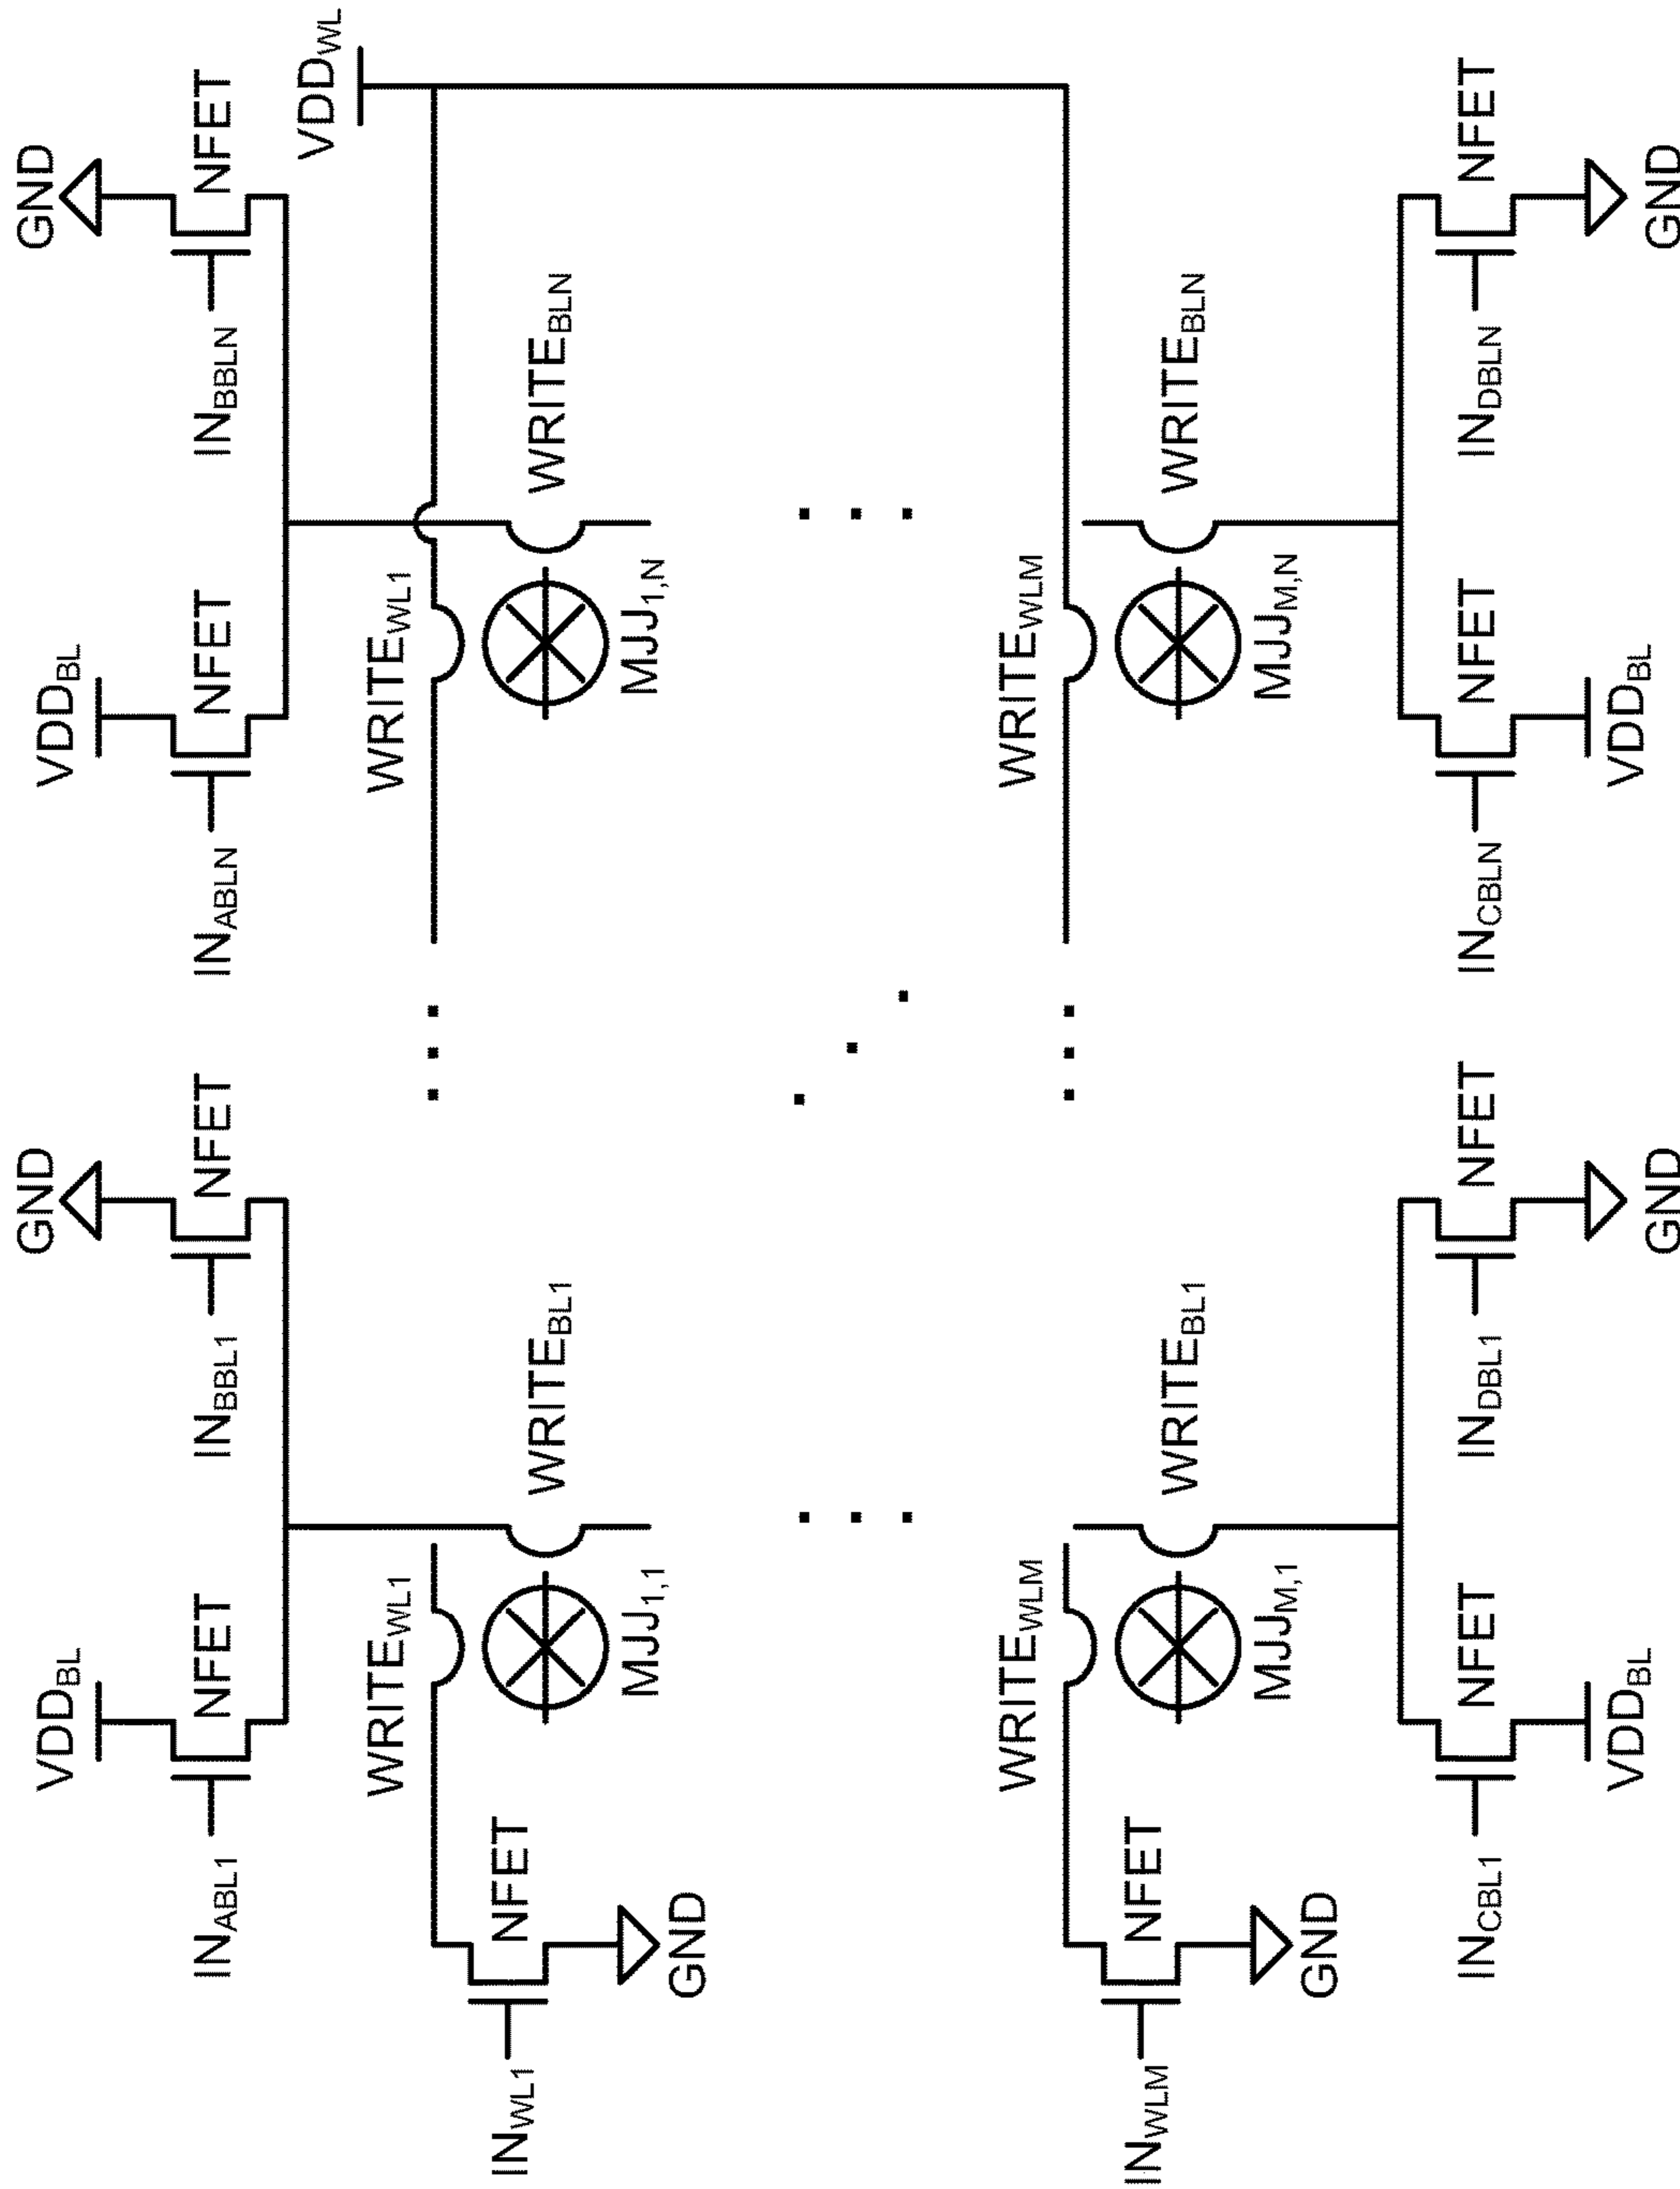 VDD_BL
GND
VDD_BL
GND
IN_ABL1
NFET
IN_BBL1
NFET
IN_ABLN
NFET
IN_BBLN
NFET
VDD_WL
WRITE_WL1
WRITE_WL1
IN_WL1
NFET
WRITE_BL1
WRITE_BLN
MJJ_1,1
MJJ_1,N
GND
WRITE_WLM
WRITE_WLM
IN_WLM
NFET
WRITE_BL1
WRITE_BLN
MJJ_M,1
MJJ_M,N
GND
IN_CBL1
NFET
IN_DBL1
NFET
IN_CBLN
NFET
IN_DBLN
NFET
VDD_BL
GND
VDD_BL
GND